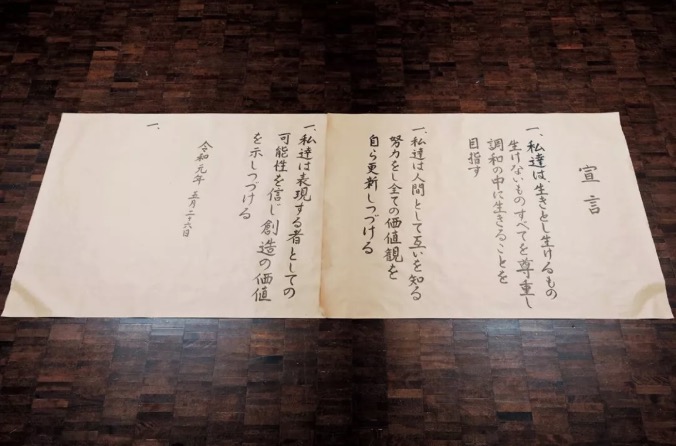 宣言
一、私達は、生きとし生けるもの
生けないものすべてを尊重し
調和の中に生きることを
目指す
一、私達は人間として互いを知る
努力をし全ての価値観を
自ら更新しつづける
一、私達は表現する者としての
可能性を信じ創造の価値
を示しつづける
一、
令和元年 五月二十六日